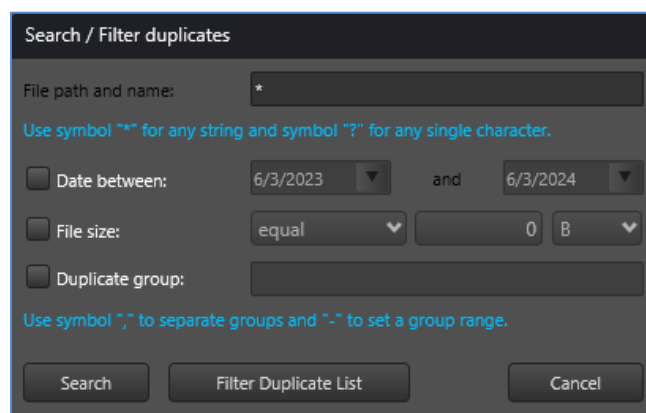 Search / Filter duplicates
File path and name: *
Use symbol "*" for any string and symbol "?" for any single character.
Date between: 6/3/2023 and 6/3/2024
File size: equal 0 B
Duplicate group:
Use symbol "," to separate groups and "-" to set a group range.
Search Filter Duplicate List Cancel